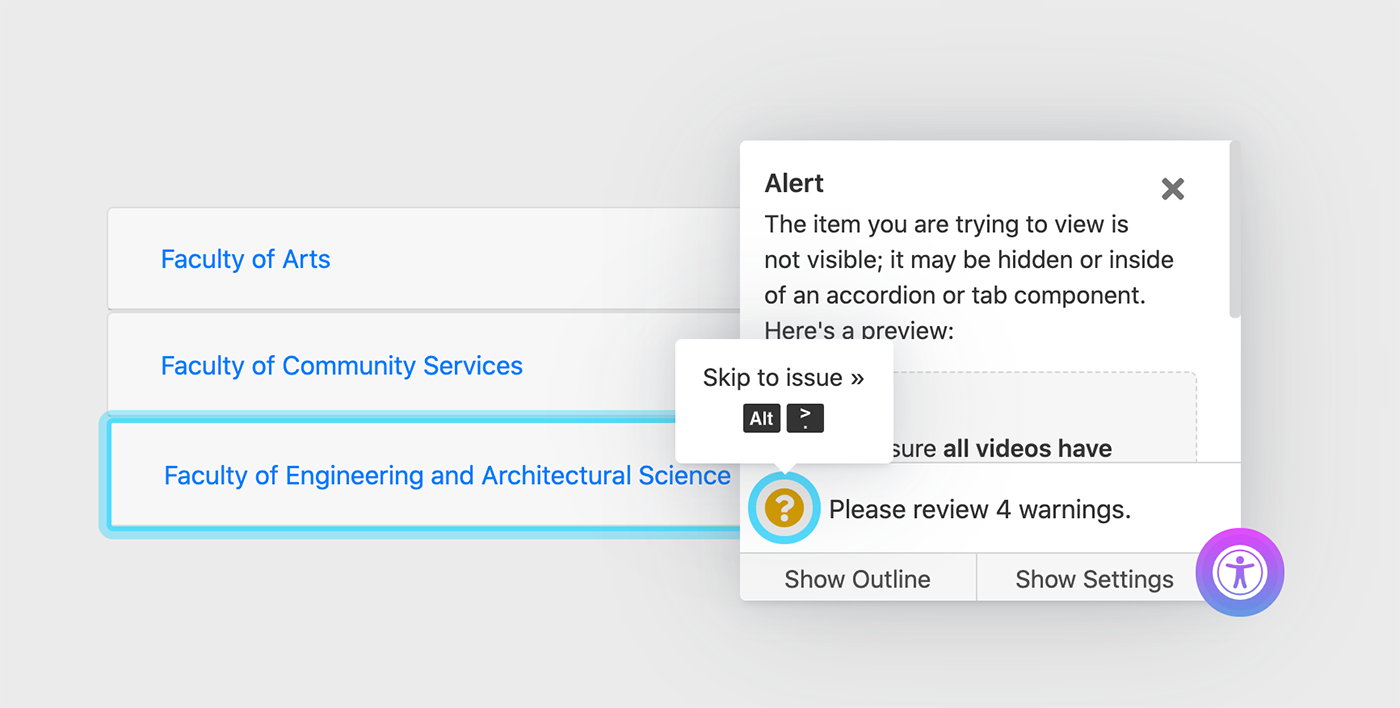 Faculty of Arts
Faculty of Community Services
Faculty of Engineering and Architectural Science
Alert
The item you are trying to view is
not visible; it may be hidden or inside
of an accordion or tab component.
Here's a preview:
Skip to issue »
Alt > .
sure all videos have
? Please review 4 warnings.
Show Outline
Show Settings